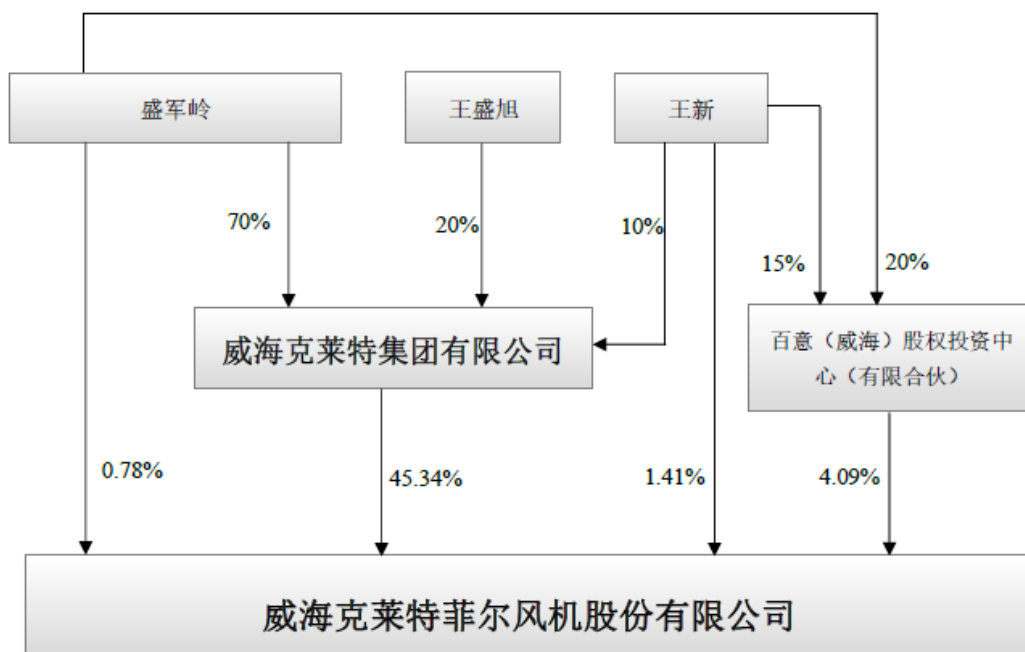 盛军岭
王盛旭
王新
70%
20%
10%
15%
20%
威海克莱特集团有限公司
百意（威海）股权投资中
心（有限合伙）
0.78%
45.34%
1.41%
4.09%
威海克莱特菲尔风机股份有限公司